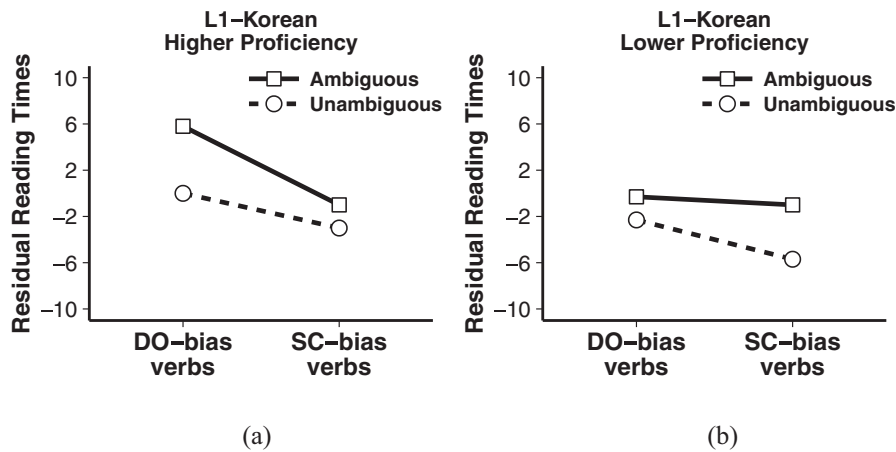 L1–Korean
Higher Proficiency
Residual Reading Times
10
6
2
–2
–6
–10
Ambiguous
Unambiguous
DO–bias
verbs
SC–bias
verbs
(a)
L1–Korean
Lower Proficiency
Residual Reading Times
10
6
2
–2
–6
–10
Ambiguous
Unambiguous
DO–bias
verbs
SC–bias
verbs
(b)